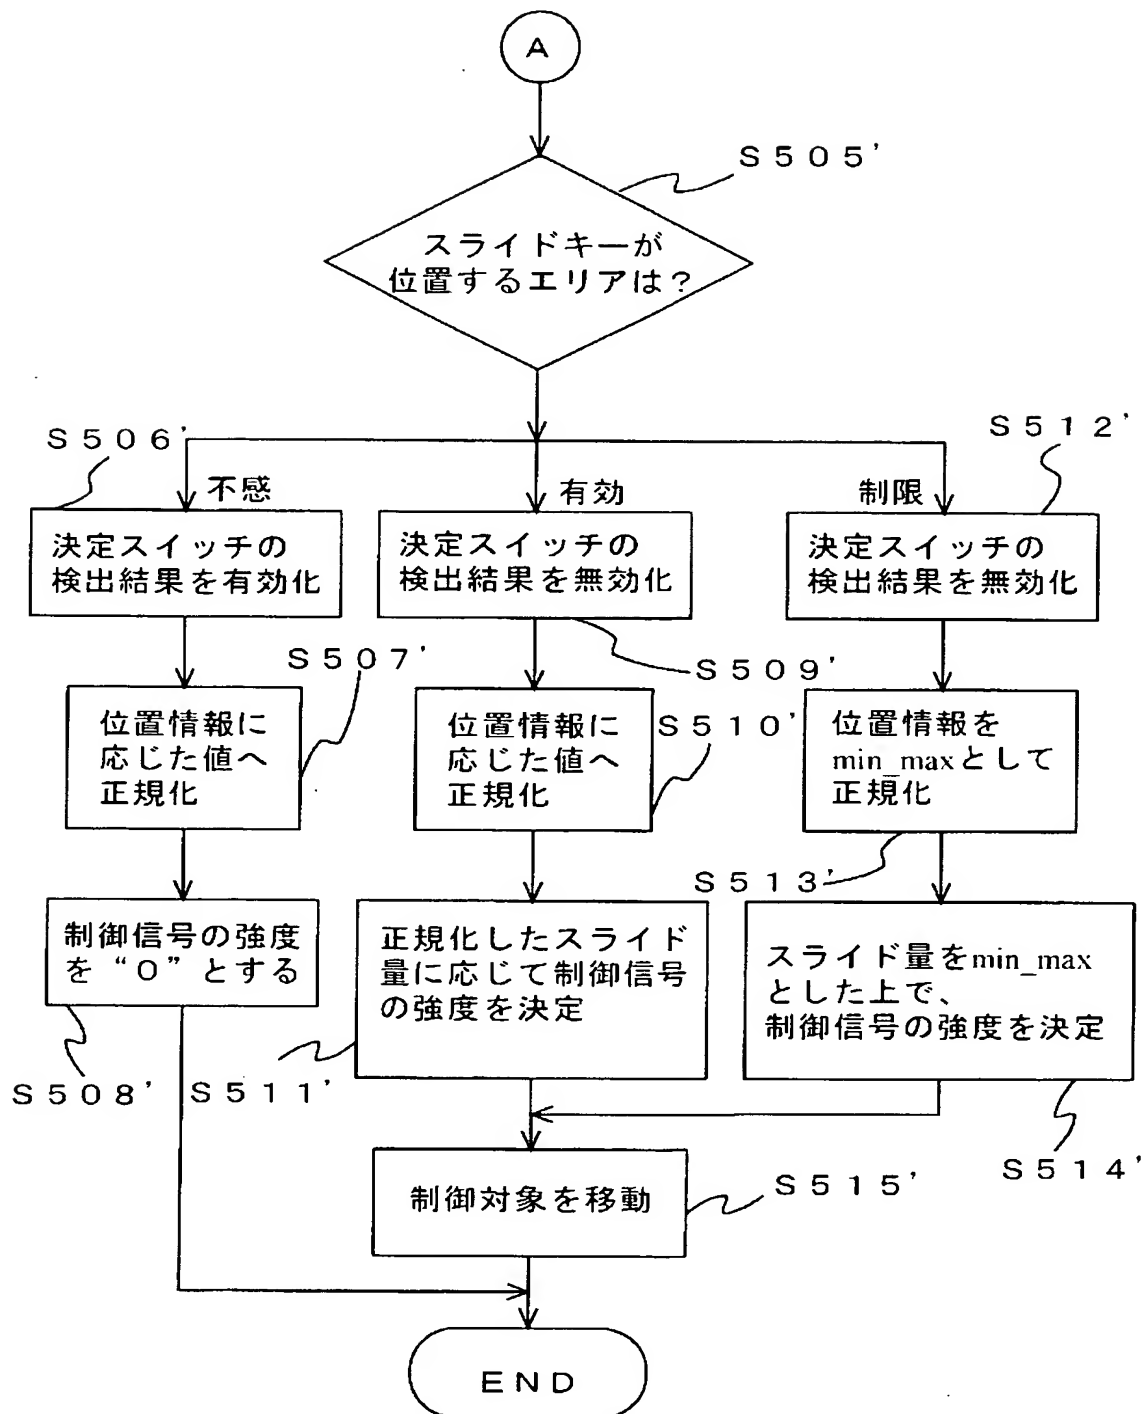 A
S505'
スライドキーが
位置するエリアは？
S506'
不感
有効
制限
S512'
決定スイッチの
検出結果を有効化
決定スイッチの
検出結果を無効化
決定スイッチの
検出結果を無効化
S507'
S509'
位置情報に
応じた値へ
正規化
位置情報に
応じた値へ
正規化
S510'
位置情報を
min_maxとして
正規化
S513'
制御信号の強度
を“0”とする
正規化したスライド
量に応じて制御信号
の強度を決定
スライド量をmin_max
とした上で、
制御信号の強度を決定
S508'
S511'
S514'
制御対象を移動
S515'
END